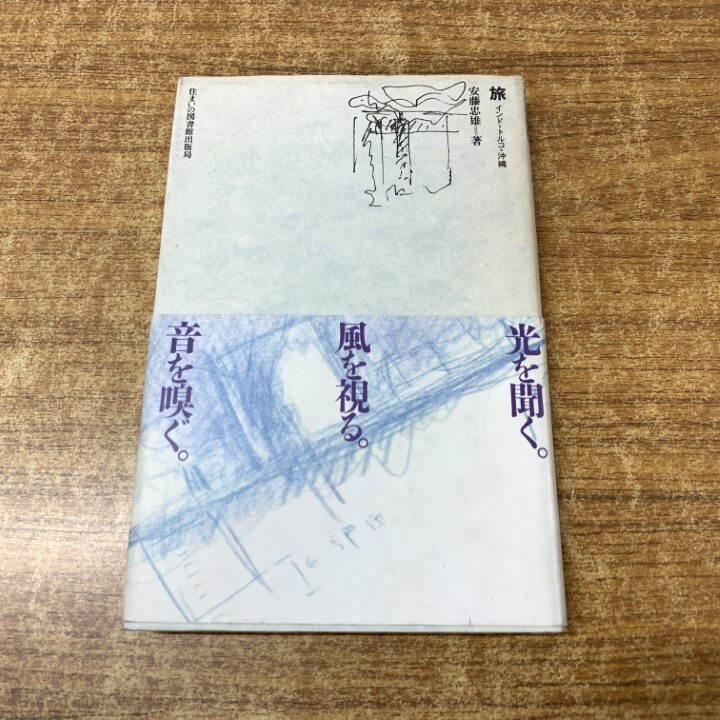 旅 インド・トルコ・沖縄
安藤忠雄=著
住まいの図書館出版局
光を聞く。
風を視る。
音を嗅ぐ。